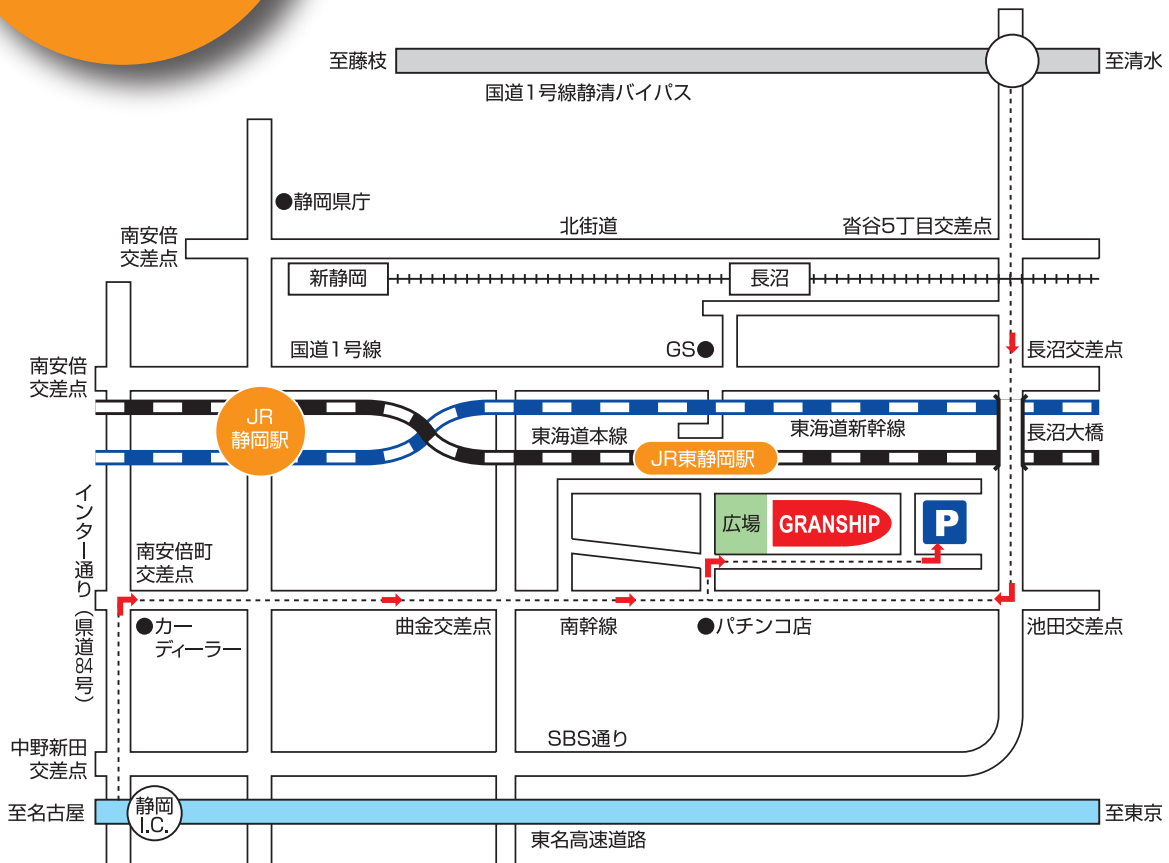 至藤枝
至清水
国道1号線静清バイパス
静岡県庁
北街道
沓谷5丁目交差点
南安倍
交差点
新静岡
長沼
国道1号線
GS
長沼交差点
南安倍
交差点
JR
静岡駅
東海道本線
東海道新幹線
長沼大橋
JR東静岡駅
インター通り(県道84号)
広場
GRANSHIP
P
南安倍町
交差点
カー
ディーラー
曲金交差点
南幹線
パチンコ店
池田交差点
SBS通り
中野新田
交差点
至名古屋
静岡
I.C.
至東京
東名高速道路